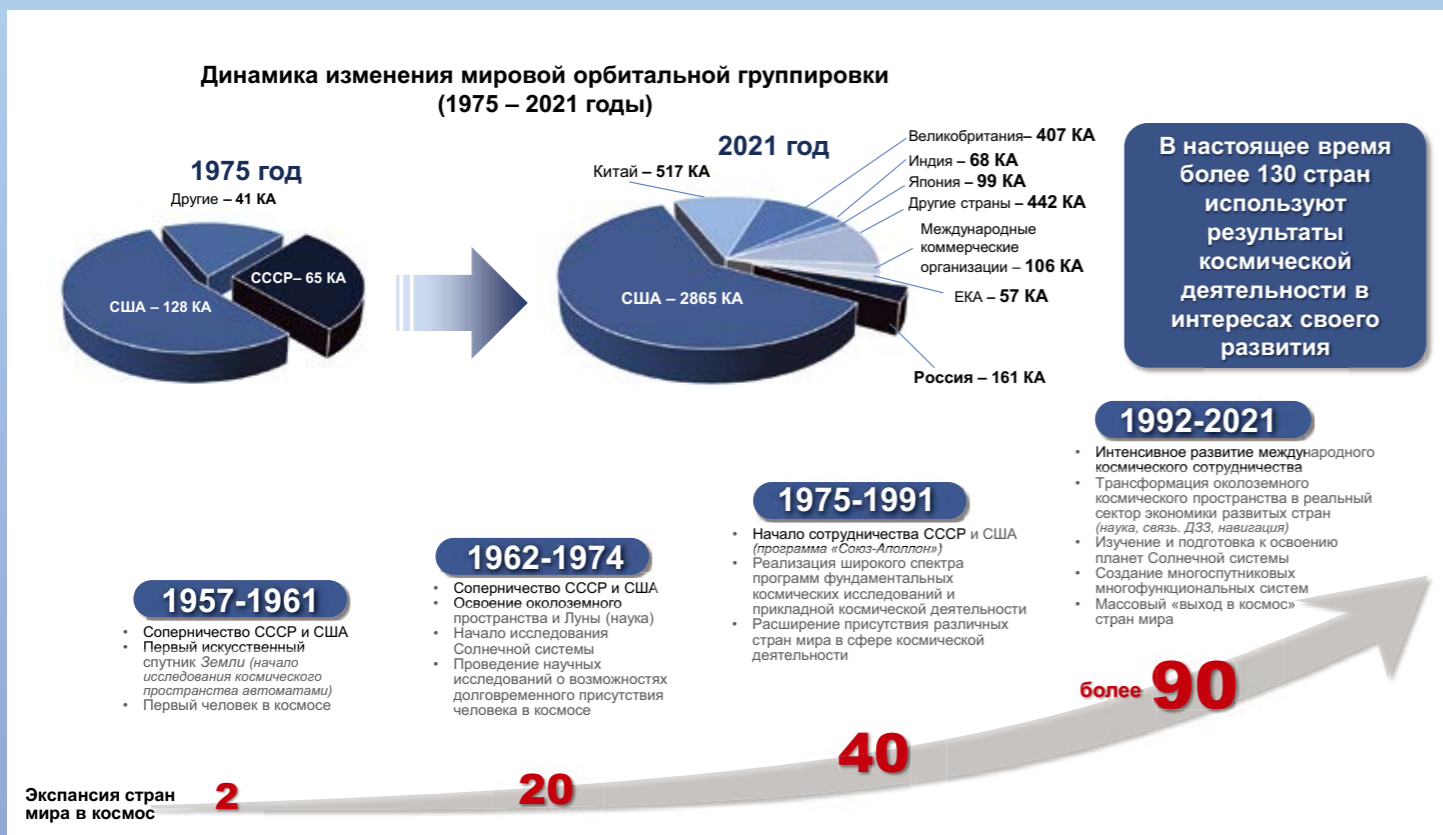 Динамика изменения мировой орбитальной группировки
(1975 – 2021 годы)
1975 год
Другие – 41 КА
СССР– 65 КА
США – 128 КА
2021 год
Китай – 517 КА
Великобритания– 407 КА
Индия – 68 КА
Япония – 99 КА
Другие страны – 442 КА
Международные
коммерческие
организации – 106 КА
ЕКА – 57 КА
США – 2865 КА
Россия – 161 КА
В настоящее время
более 130 стран
используют
результаты
космической
деятельности в
интересах своего
развития
1957-1961
• Соперничество СССР и США
• Первый искусственный
спутник Земли (начало
исследования космического
пространства автоматами)
• Первый человек в космосе
1962-1974
• Соперничество СССР и США
• Освоение околоземного
пространства и Луны (наука)
• Начало исследования
Солнечной системы
• Проведение научных
исследований о возможностях
долговременного присутствия
человека в космосе
1975-1991
• Начало сотрудничества СССР и США
(программа «Союз-Аполлон»)
• Реализация широкого спектра
программ фундаментальных
космических исследований и
прикладной космической деятельности
• Расширение присутствия различных
стран мира в сфере космической
деятельности
1992-2021
• Интенсивное развитие международного
космического сотрудничества
• Трансформация околоземного
космического пространства в реальный
сектор экономики развитых стран
(наука, связь. ДЗЗ, навигация)
• Изучение и подготовка к освоению
планет Солнечной системы
• Создание многоспутниковых
многофункциональных систем
• Массовый «выход в космос»
стран мира
Экспансия стран
мира в космос
2
20
40
более 90